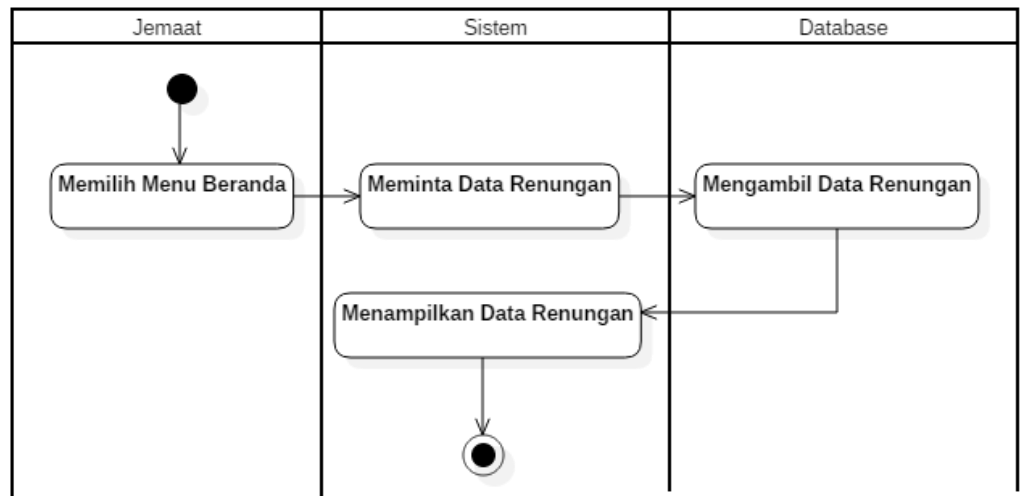 Jemaat
Sistem
Database
Memilih Menu Beranda
Meminta Data Renungan
Mengambil Data Renungan
Menampilkan Data Renungan